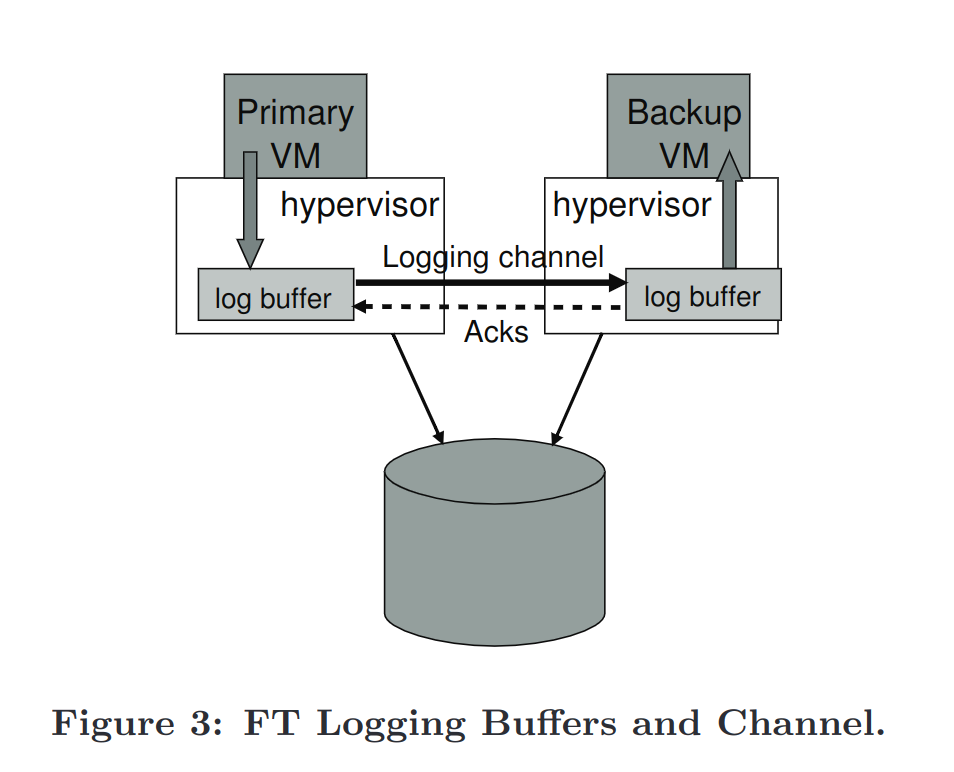 Primary
VM
Backup
VM
hypervisor
hypervisor
Logging channel
log buffer
log buffer
Acks
Figure 3: FT Logging Buffers and Channel.